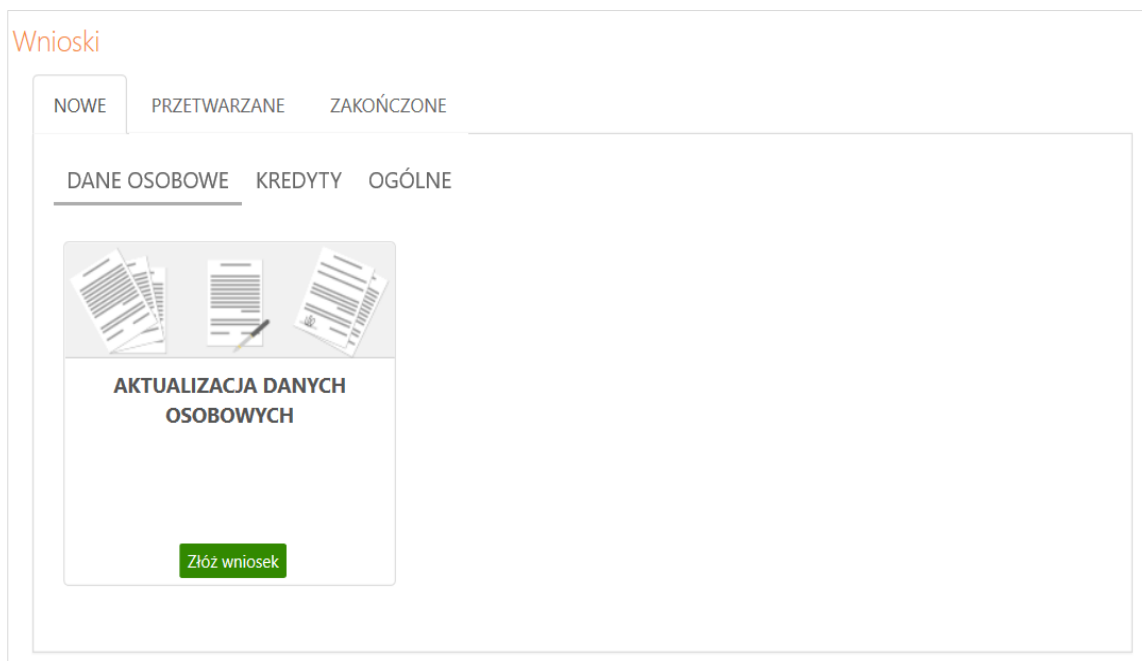 Wnioski
NOWE PRZETWARZANE ZAKOŃCZONE
DANE OSOBOWE KREDYTY OGÓLNE
AKTUALIZACJA DANYCH
OSOBOWYCH
Złóż wniosek